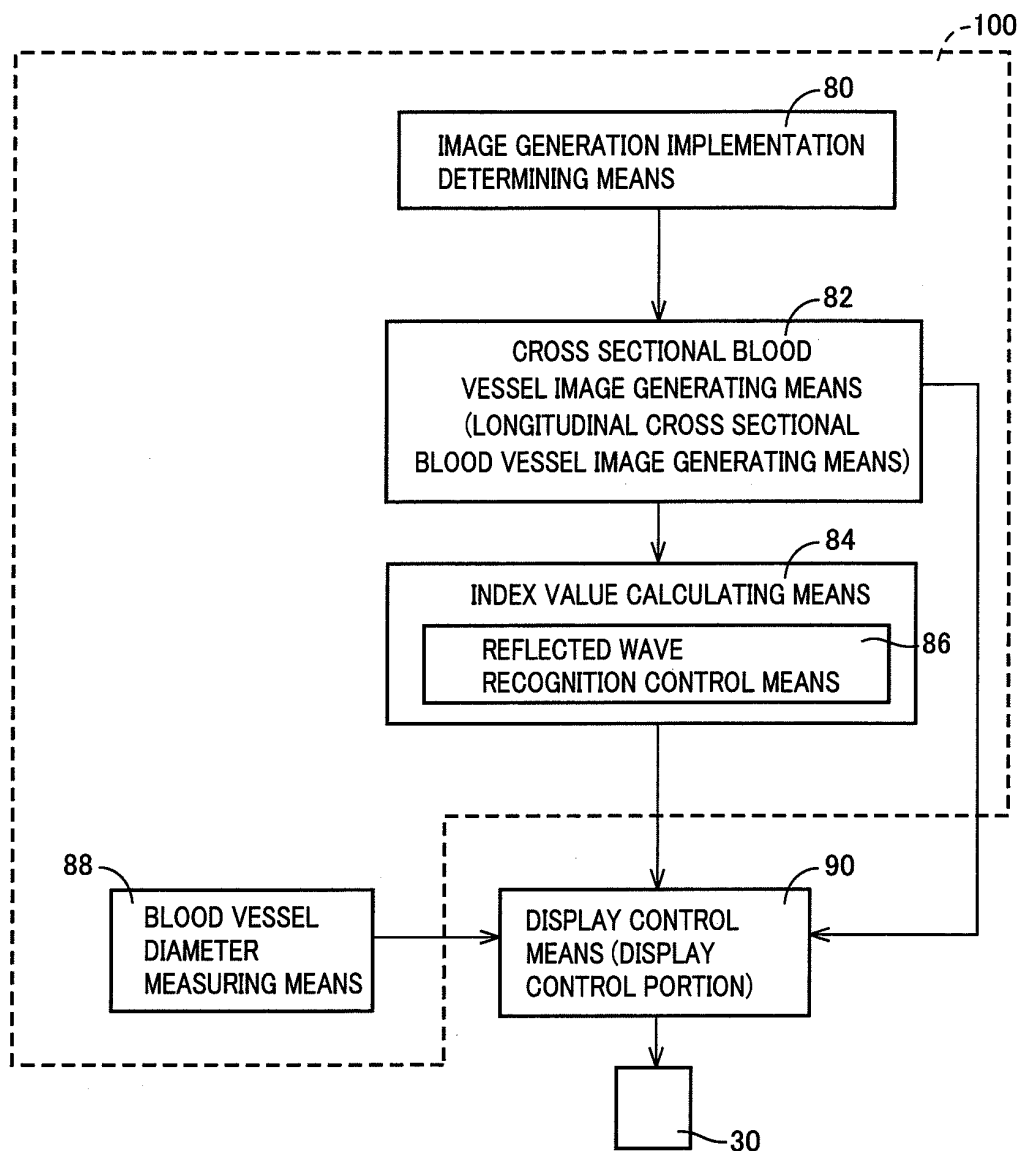 100
80
IMAGE GENERATION IMPLEMENTATION
DETERMINING MEANS
82
CROSS SECTIONAL BLOOD
VESSEL IMAGE GENERATING MEANS
(LONGITUDINAL CROSS SECTIONAL
BLOOD VESSEL IMAGE GENERATING MEANS)
84
INDEX VALUE CALCULATING MEANS
86
REFLECTED WAVE
RECOGNITION CONTROL MEANS
88
BLOOD VESSEL
DIAMETER
MEASURING MEANS
90
DISPLAY CONTROL
MEANS (DISPLAY
CONTROL PORTION)
30